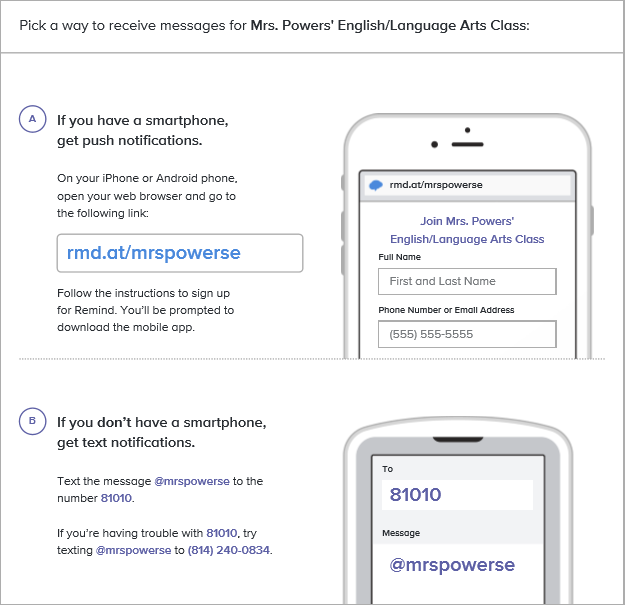 Pick a way to receive messages for Mrs. Powers' English/Language Arts Class:
A
If you have a smartphone,
get push notifications.
On your iPhone or Android phone,
open your web browser and go to
the following link:
rmd.at/mrspowerse
Follow the instructions to sign up
for Remind. You'll be prompted to
download the mobile app.
rmd.at/mrspowerse
Join Mrs. Powers'
English/Language Arts Class
Full Name
First and Last Name
Phone Number or Email Address
(555) 555-5555
B
If you don't have a smartphone,
get text notifications.
Text the message @mrspowerse to the
number 81010.
If you're having trouble with 81010, try
texting @mrspowerse to (814) 240-0834.
To
81010
Message
@mrspowerse